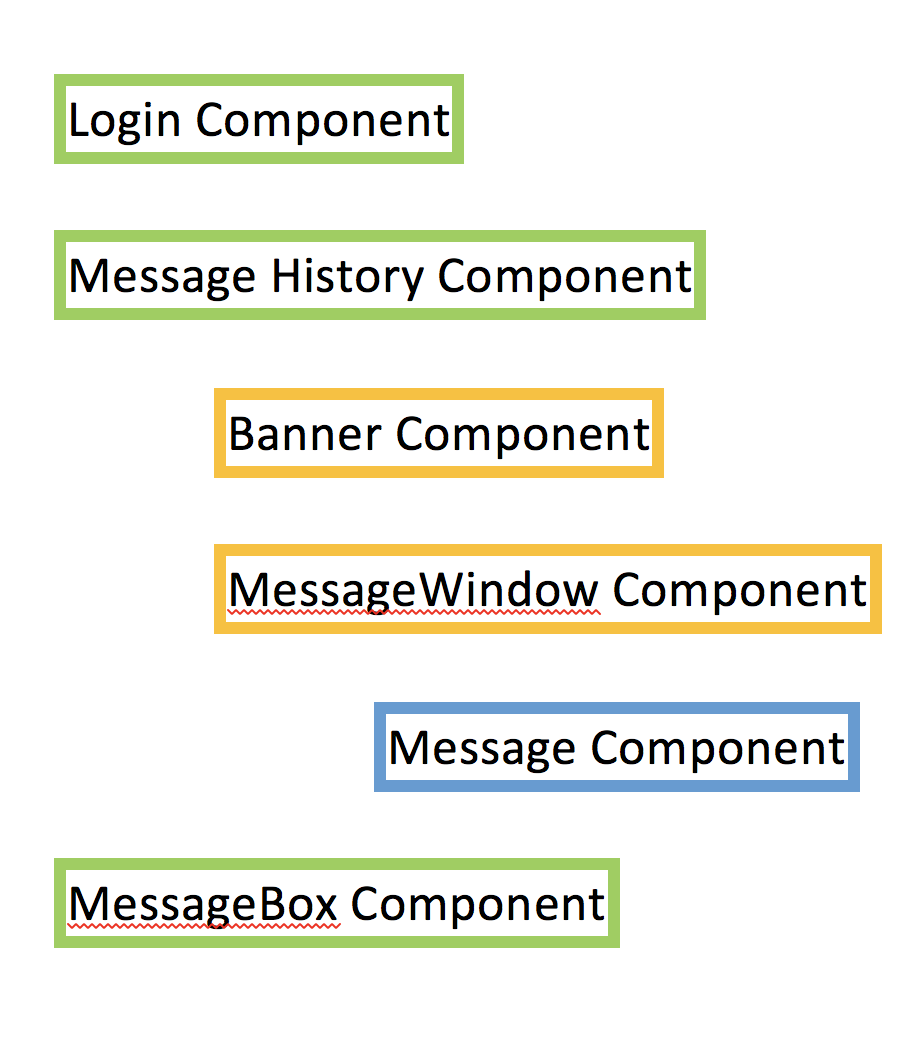 Login Component
Message History Component
Banner Component
MessageWindow Component
Message Component
MessageBox Component